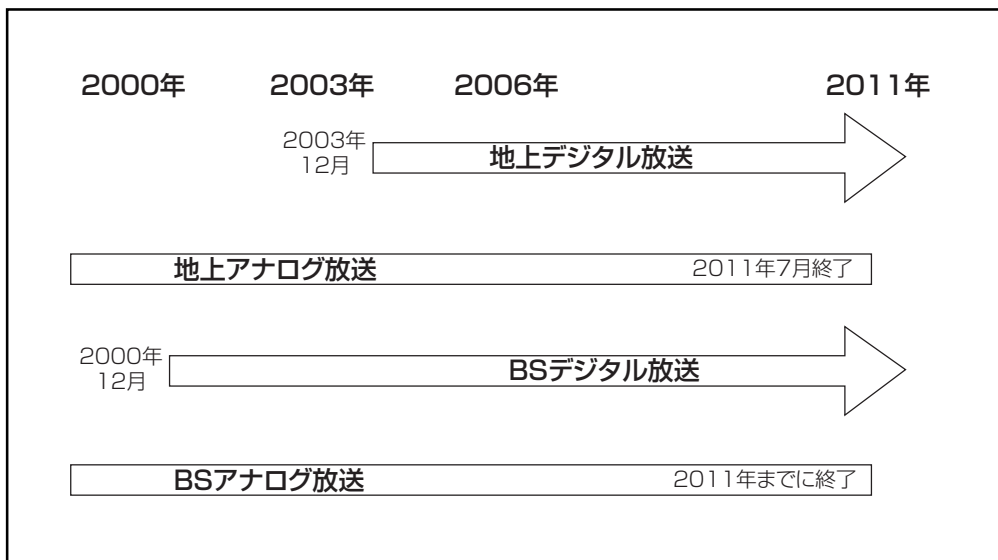 2000年 2003年 2006年 2011年
2003年
12月
地上デジタル放送
地上アナログ放送 2011年7月終了
2000年
12月
BSデジタル放送
BSアナログ放送 2011年までに終了